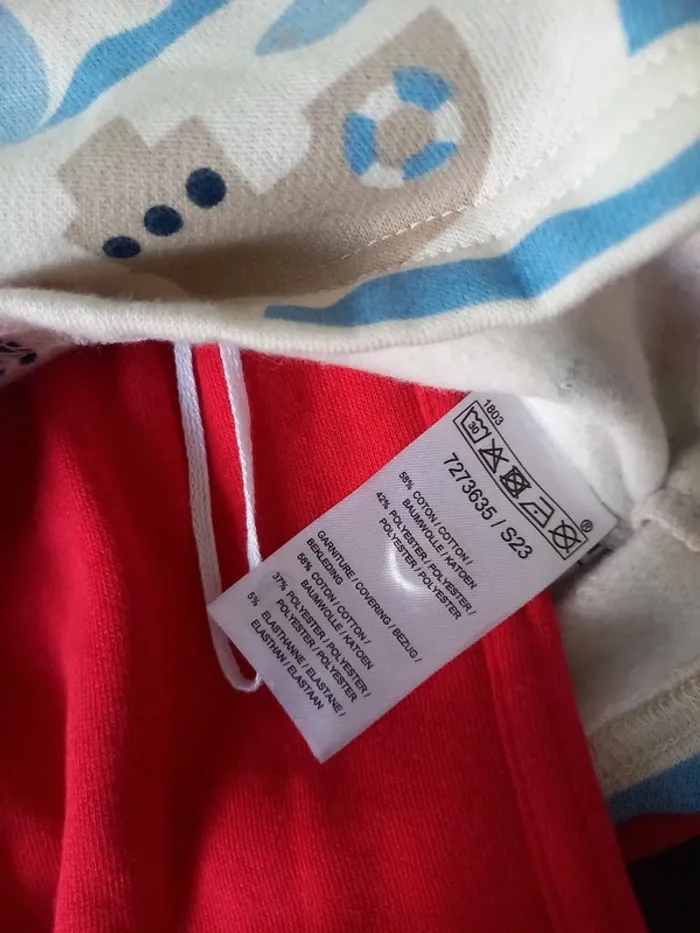 1803
30
®
7273635 / S23
58% COTON / COTTON /
BAUMWOLLE / KATOEN
42% POLYESTER / POLYESTER /
POLYESTER / POLYESTER
GARNITURE / COVERING / BEZUG /
BEKLEDING
58% COTON / COTTON /
BAUMWOLLE / KATOEN
37% POLYESTER / POLYESTER /
POLYESTER / POLYESTER
5% ELASTHANNE / ELASTANE /
ELASTHAN / ELASTAAN